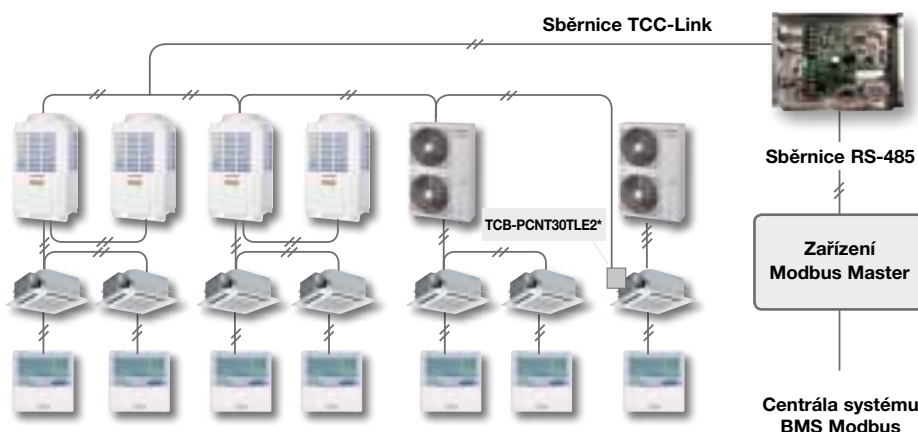 Sběrnice TCC-Link
Sběrnice RS-485
TCB-PCNT30TLE2*
Zařízení
Modbus Master
Centrála systému
BMS Modbus